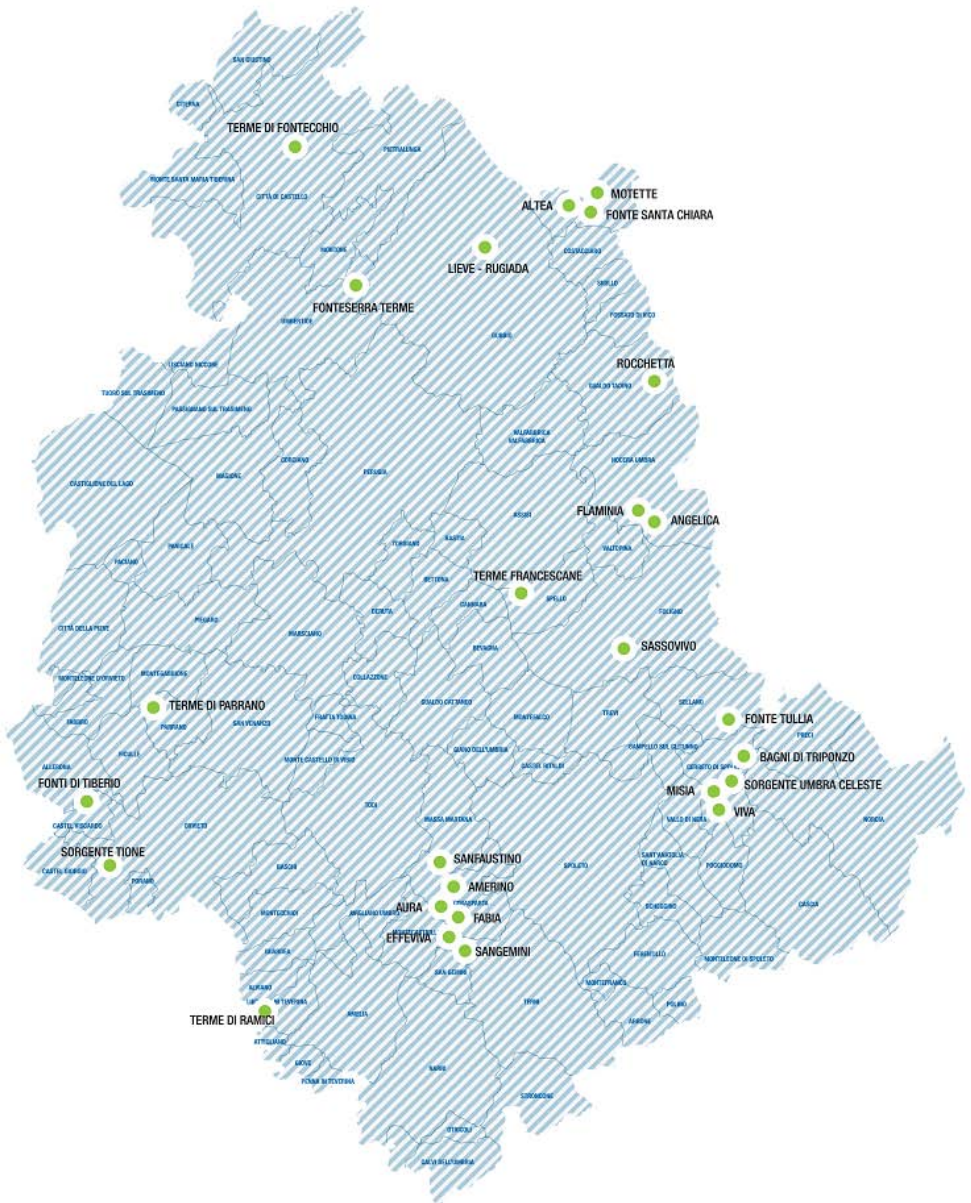 SAN GIUSTINO
CITERNA
TERME DI FONTECCHIO
PIETRALUNGA
MONTE SANTA MARIA TIBERINA
CITTÀ DI CASTELLO
MOTETTE
ALTEA
FONTE SANTA CHIARA
MONTONE
COSTACCIARO
LIEVE - RUGIADA
SIGILLO
FONTESERRA TERME
FOSSATO DI VICO
UMBERTIDE
GUBBIO
ROCCHETTA
LISCIANO NICCONE
GUALDO TADINO
TUORO SUL TRASIMENO
PASSIGNANO SUL TRASIMENO
VALFABBRICA
VALFABBRICA
CORCIANO
NOCERA UMBRA
PERUGIA
MAGIONE
CASTIGLIONE DEL LAGO
FLAMINIA
ANGELICA
ASSISI
BASTIA
TORGIANO
PANICALE
VALTOPINA
PACIANO
TERME FRANCESCANE
BETTONA
SPELLO
CANNARA
DERUTA
FOLIGNO
PIEGARO
CITTÀ DELLA PIEVE
MARSCIANO
BEVAGNA
SASSOVIVO
MONTEGABBIONE
COLLAZZONE
MONTELEONE D'ORVIETO
GUALDO CATTANEO
SELLANO
TERME DI PARRANO
TREVI
FONTE TULLIA
FABRO
PARRANO
SAN VENANZO
FRATTA TODINA
MONTEFALCO
PRECI
GIANO DELL'UMBRIA
CAMPELLO SUL CLITUNNO
FICULLE
MONTE CASTELLO DI VIBIO
BAGNI DI TRIPONZO
ALLERONA
CASTEL RITALDI
CERRETO DI SP
FONTI DI TIBERIO
SORGENTE UMBRA CELESTE
MISIA
TODI
VIVA
CASTEL VISCARDO
ORVIETO
MASSA MARTANA
VALLO DI NERA
NORCIA
SORGENTE TIONE
SANFAUSTINO
SANT'ANATOLIA
DI NARCO
POGGIODOMO
CASTEL GIORGIO
BASCHI
SPOLETO
PORANO
AMERINO
AURA
SCHEGGINO
CASCIA
MONTECCHIO
AVIGLIANO UMBRO
FABIA
EFFEVIVA
GUARDEA
SANGEMINI
FERENTILLO
MONTELEONE DI SPOLETO
SAN GEMINI
MONTEFRANCO
ALVIANO
TERNI
POLINO
TERME DI RAMICI
AMELIA
ARRONE
ATTIGLIANO
GIOVE
NARNI
PENNA IN TEVERINA
STRONCONE
OTRICOLI
CALVI DELL'UMBRIA